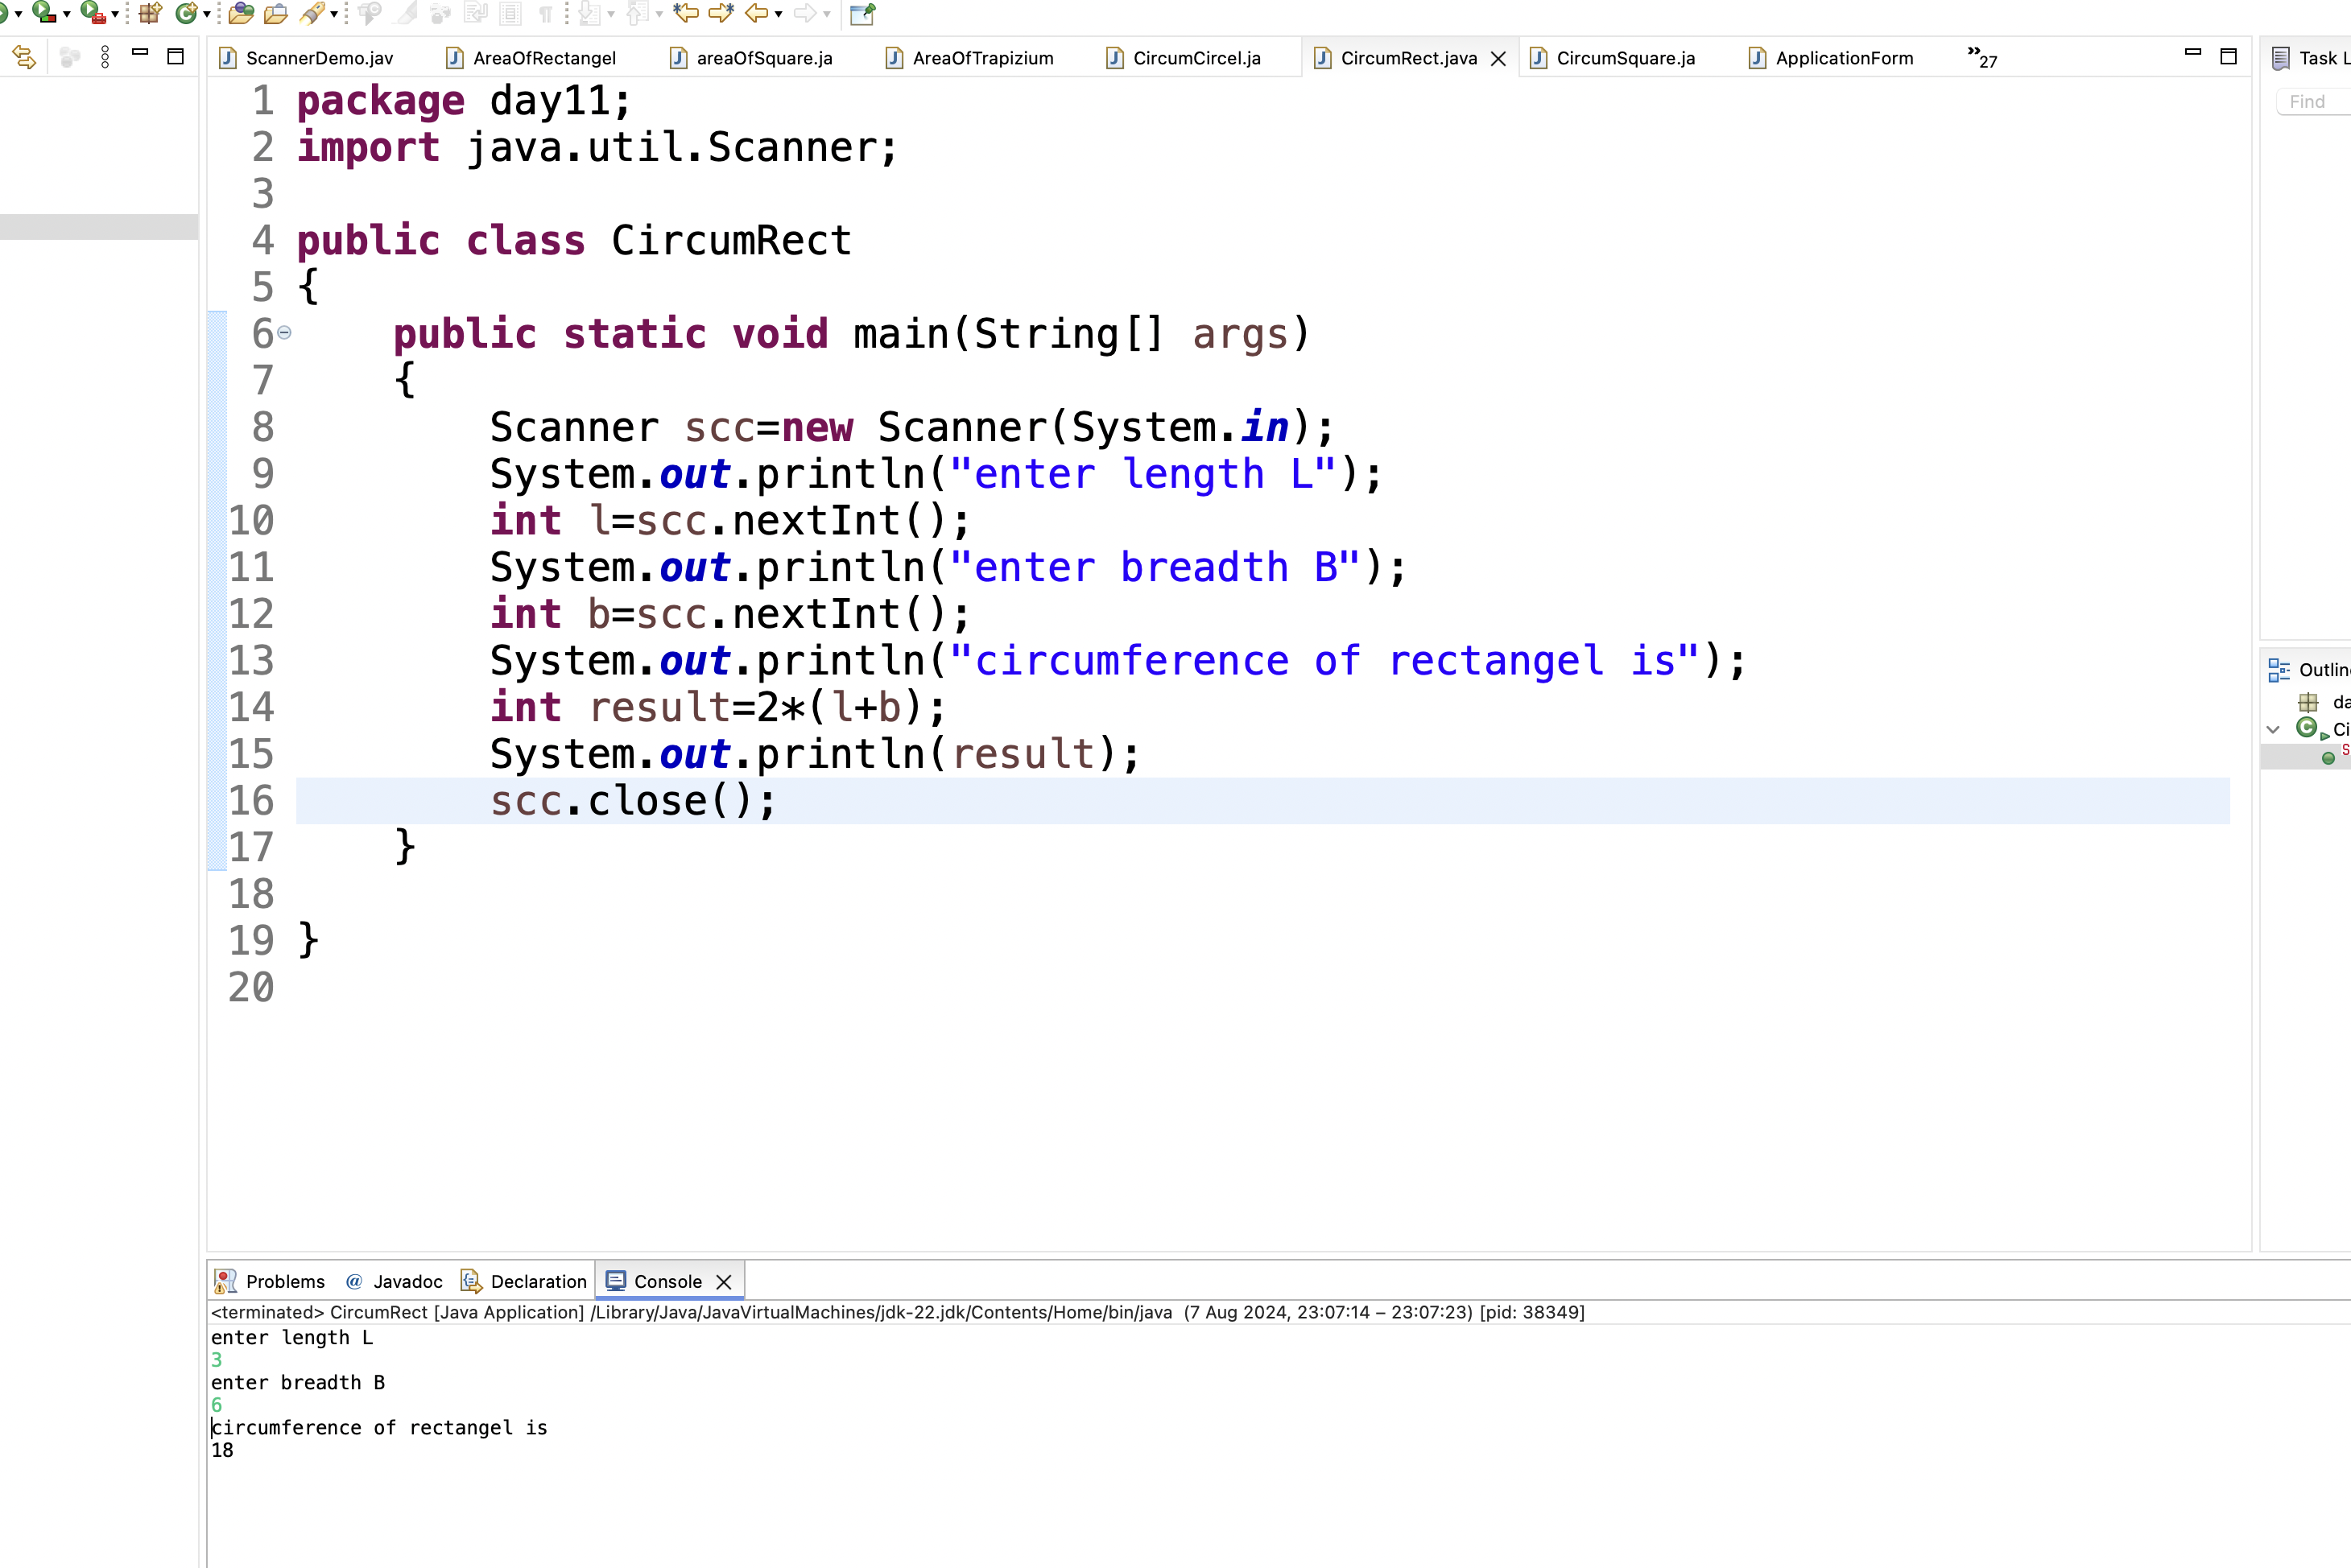 ScannerDemo.jav AreaOfRectangel areaOfSquare.ja AreaOfTrapizium CircumCircel.ja CircumRect.java CircumSquare.ja ApplicationForm »27
Task L
Find
1 package day11;
2 import java.util.Scanner;
3
4 public class CircumRect
5 {
6 public static void main(String[] args)
7 {
8 Scanner scc=new Scanner(System.in);
9 System.out.println("enter length L");
10 int l=scc.nextInt();
11 System.out.println("enter breadth B");
12 int b=scc.nextInt();
13 System.out.println("circumference of rectangel is");
14 int result=2*(l+b);
15 System.out.println(result);
16 scc.close();
17 }
18
19 }
20
Outlin
da
Ci
S
Problems @ Javadoc Declaration Console
<terminated> CircumRect [Java Application] /Library/Java/JavaVirtualMachines/jdk-22.jdk/Contents/Home/bin/java (7 Aug 2024, 23:07:14 – 23:07:23) [pid: 38349]
enter length L
3
enter breadth B
6
circumference of rectangel is
18